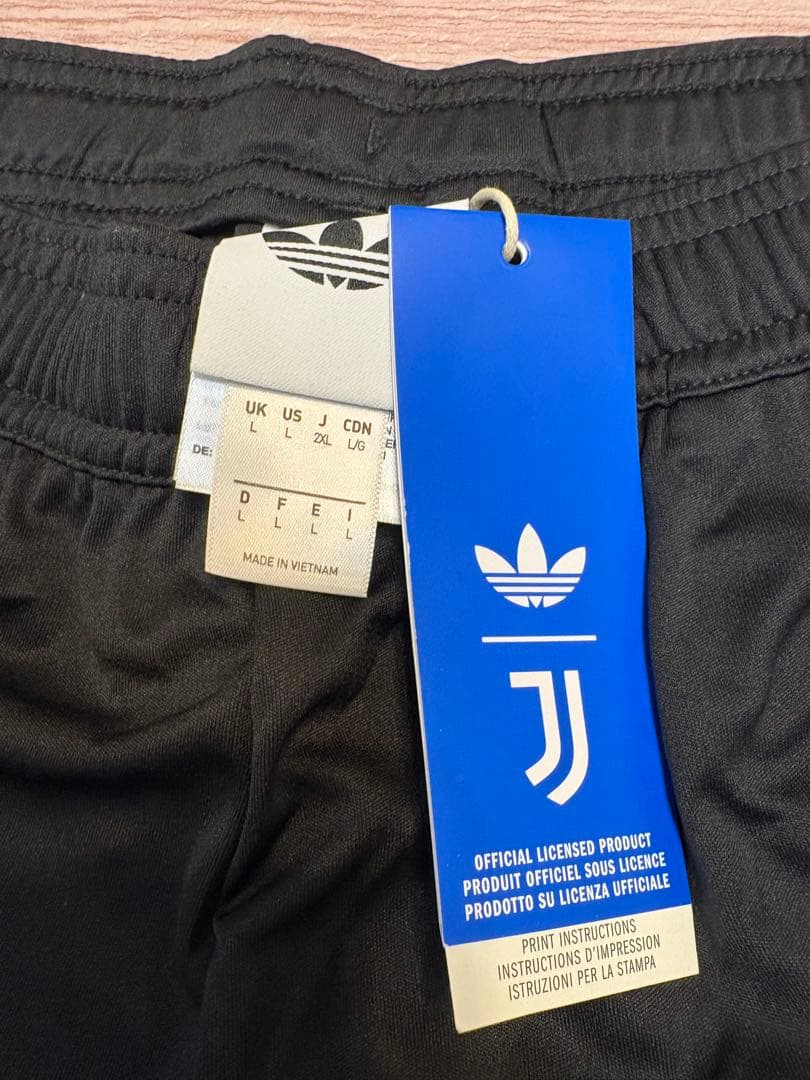 UK US J CDN
L L 2XL L/G
DE:
D F E I
L L L L
MADE IN VIETNAM
OFFICIAL LICENSED PRODUCT
PRODUIT OFFICIEL SOUS LICENCE
PRODOTTO SU LICENZA UFFICIALE
PRINT INSTRUCTIONS
INSTRUCTIONS D'IMPRESSION
ISTRUZIONI PER LA STAMPA